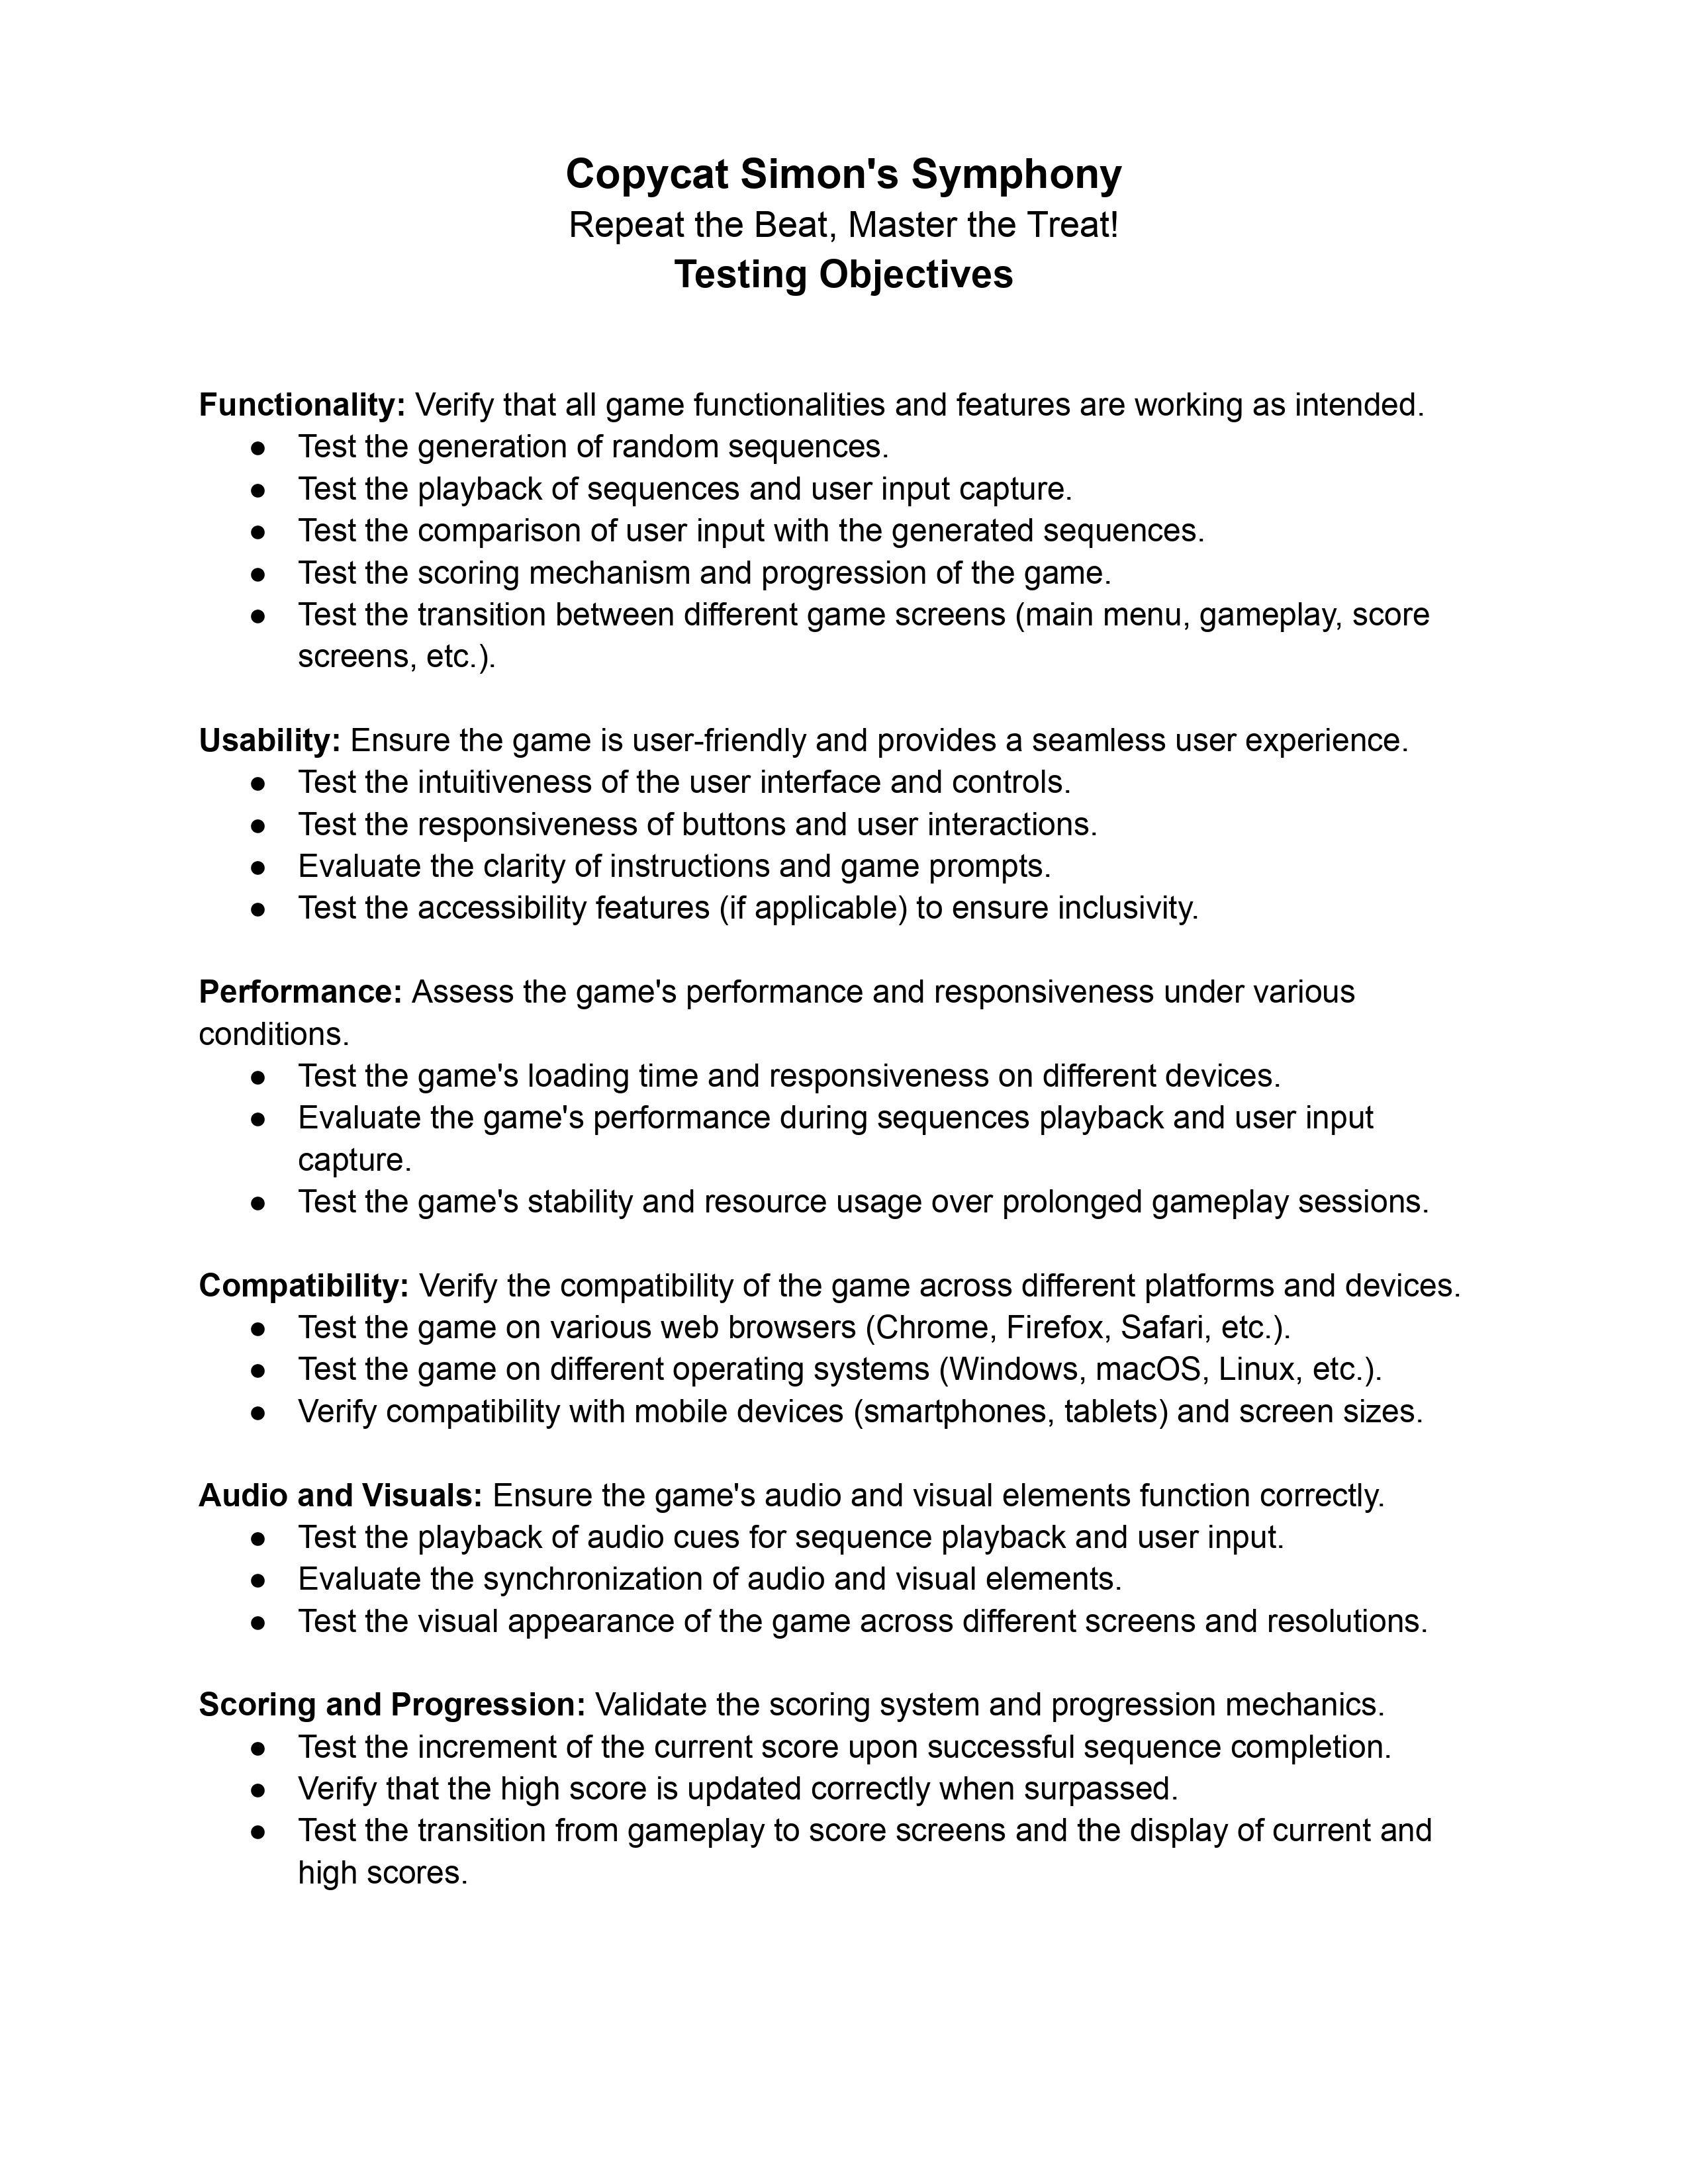 Copycat Simon's Symphony
Repeat the Beat, Master the Treat!
Testing Objectives
Functionality: Verify that all game functionalities and features are working as intended.
● Test the generation of random sequences.
● Test the playback of sequences and user input capture.
● Test the comparison of user input with the generated sequences.
● Test the scoring mechanism and progression of the game.
● Test the transition between different game screens (main menu, gameplay, score
screens, etc.).
Usability: Ensure the game is user-friendly and provides a seamless user experience.
● Test the intuitiveness of the user interface and controls.
● Test the responsiveness of buttons and user interactions.
● Evaluate the clarity of instructions and game prompts.
● Test the accessibility features (if applicable) to ensure inclusivity.
Performance: Assess the game's performance and responsiveness under various
conditions.
● Test the game's loading time and responsiveness on different devices.
● Evaluate the game's performance during sequences playback and user input
capture.
● Test the game's stability and resource usage over prolonged gameplay sessions.
Compatibility: Verify the compatibility of the game across different platforms and devices.
● Test the game on various web browsers (Chrome, Firefox, Safari, etc.).
● Test the game on different operating systems (Windows, macOS, Linux, etc.).
● Verify compatibility with mobile devices (smartphones, tablets) and screen sizes.
Audio and Visuals: Ensure the game's audio and visual elements function correctly.
● Test the playback of audio cues for sequence playback and user input.
● Evaluate the synchronization of audio and visual elements.
● Test the visual appearance of the game across different screens and resolutions.
Scoring and Progression: Validate the scoring system and progression mechanics.
● Test the increment of the current score upon successful sequence completion.
● Verify that the high score is updated correctly when surpassed.
● Test the transition from gameplay to score screens and the display of current and
high scores.